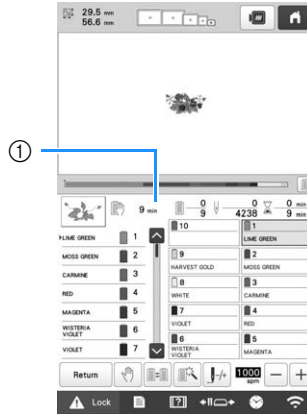 29.5 mm
56.6 mm
①
9 min
0
9
0
4238
0 min
9 min
LIME GREEN 1
MOSS GREEN 2
CARMINE 3
RED 4
MAGENTA 5
WISTERIA
VIOLET 6
VIOLET 7
10
1
LIME GREEN
9
HARVEST GOLD
2
MOSS GREEN
8
WHITE
3
CARMINE
7
VIOLET
4
RED
6
WISTERIA
VIOLET
5
MAGENTA
Return
1000
spm
- +
Lock
?